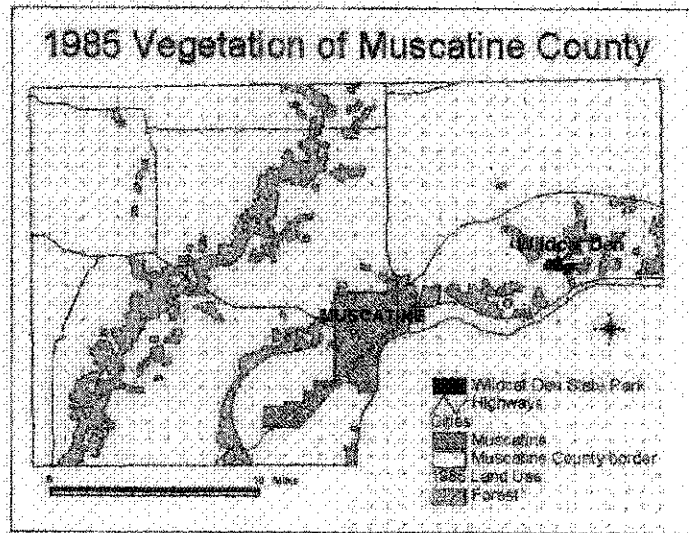 1985 Vegetation of Muscatine County
Wildcat Den
MUSCATINE
Wildcat Den State Park
Highways
Cities
Muscatine
Muscatine County border
1985 Land Use
Forest
10 Miles